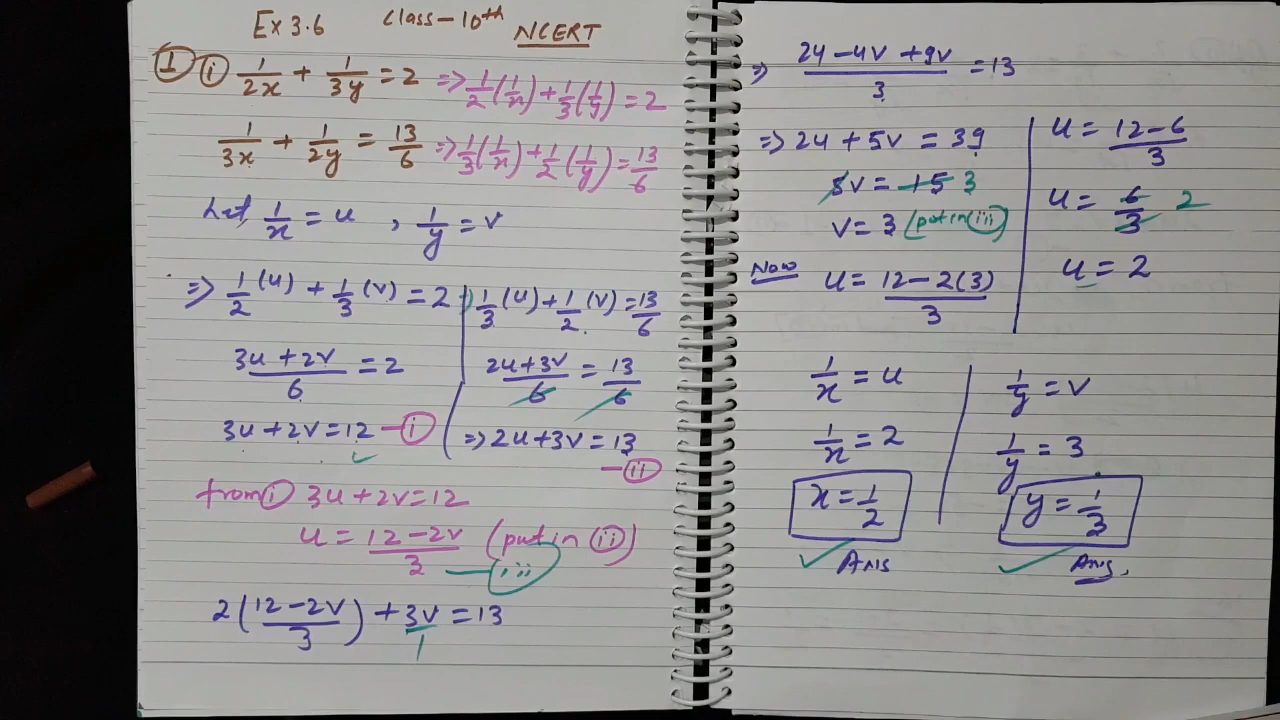 Ex 3.6 Class-10th NCERT
① ⓘ 1/2x + 1/3y = 2 => 1/2(1/x) + 1/3(1/y) = 2
1/3x + 1/2y = 13/6 => 1/3(1/x) + 1/2(1/y) = 13/6
Let 1/x = u , 1/y = v
=> 1/2(u) + 1/3(v) = 2
3u + 2v/6 = 2
3u + 2v = 12 — (i)
1/3(u) + 1/2(v) = 13/6
2u+3v/6 = 13/6
=> 2u+3v = 13
— (ii)
from (i) 3u + 2v = 12
u = 12-2v/3 (put in (ii))
— (iii)
2(12-2v/3) + 3v/1 = 13
=> 24-4v+9v/3 = 13
=> 24 + 5v = 39
5v = 15 3
v = 3 (put in (iii))
Now u = 12-2(3)/3
u = 12-6/3
u = 6/3 2
u = 2
1/x = u
1/x = 2
x = 1/2
Ans
1/y = v
1/y = 3
y = 1/3
Ans.